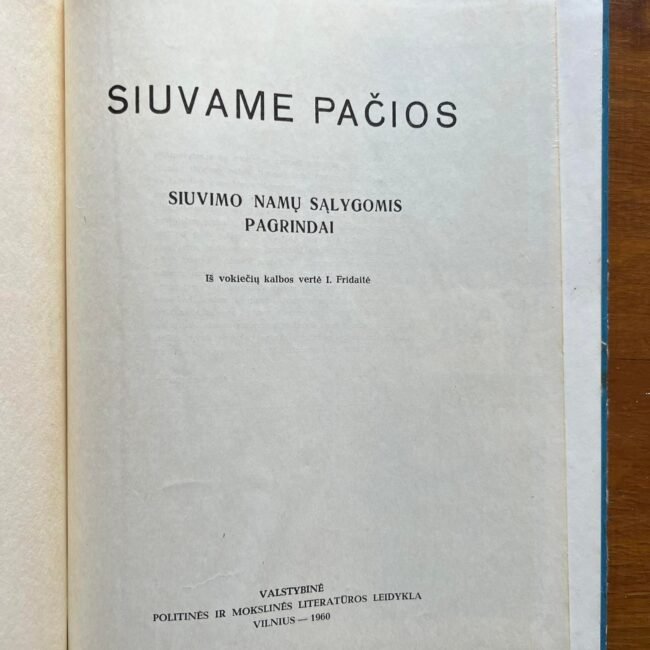 SIUVAME PAČIOS
SIUVIMO NAMŲ SĄLYGOMIS
PAGRINDAI
Iš vokiečių kalbos vertė I. Fridaitė
VALSTYBINĖ
POLITINĖS IR MOKSLINĖS LITERATŪROS LEIDYKLA
VILNIUS — 1960